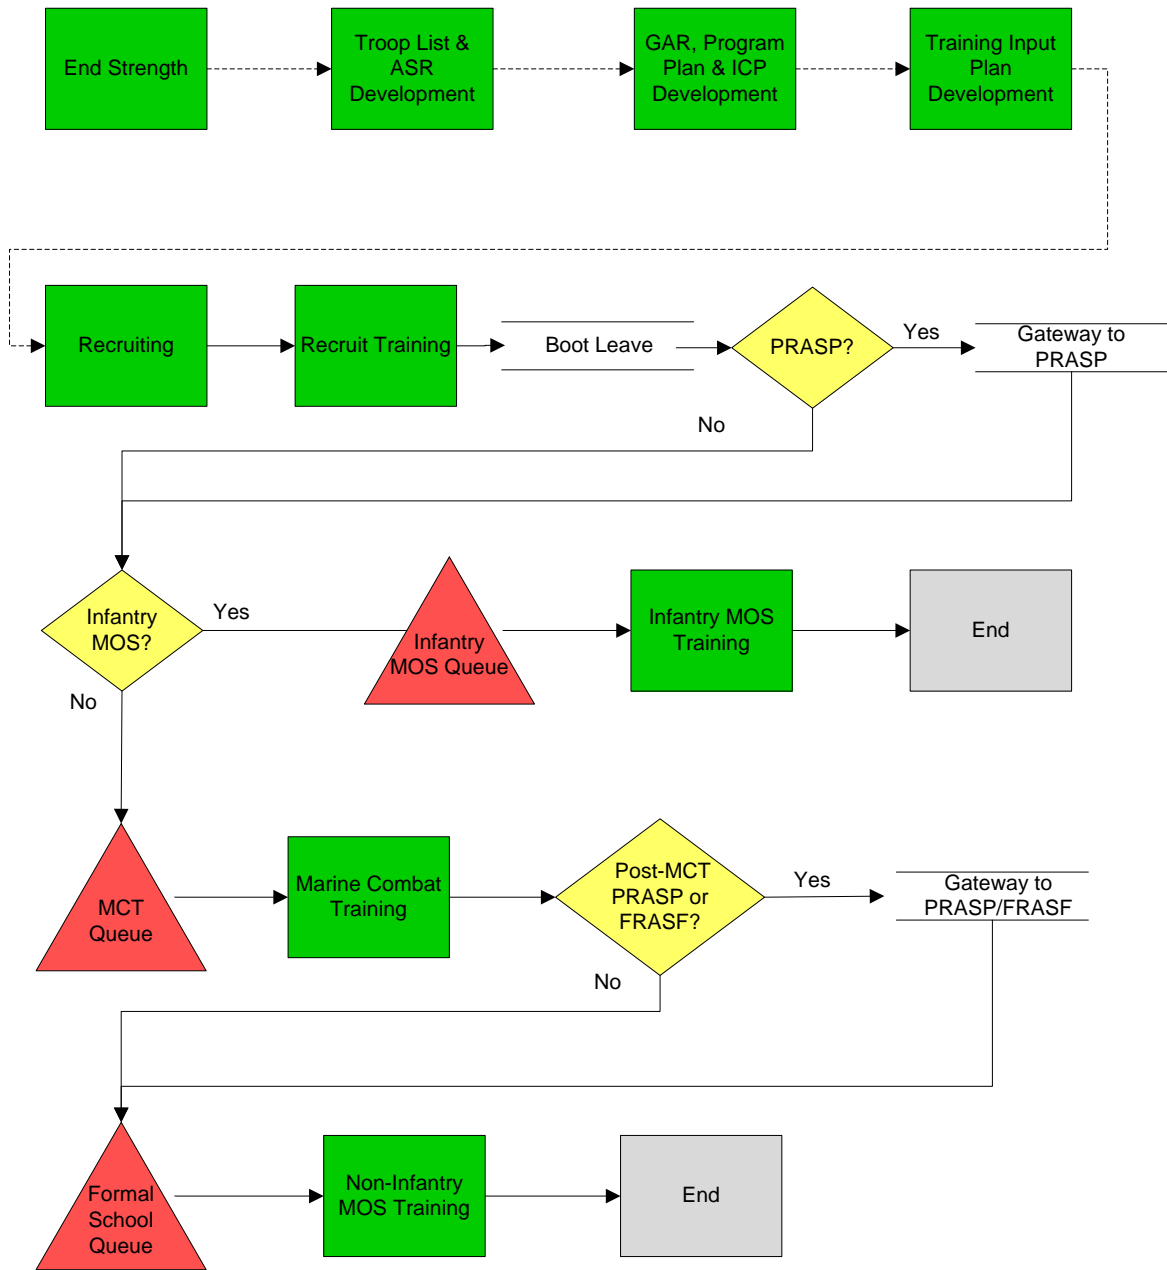 End Strength
Troop List &
ASR
Development
GAR, Program
Plan & ICP
Development
Training Input
Plan
Development
Recruiting
Recruit Training
Boot Leave
PRASP?
Yes
Gateway to
PRASP
No
Infantry
MOS?
Yes
Infantry
MOS Queue
Infantry MOS
Training
End
No
MCT
Queue
Marine Combat
Training
Post-MCT
PRASP or
FRASF?
Yes
Gateway to
PRASP/FRASF
No
Formal
School
Queue
Non-Infantry
MOS Training
End